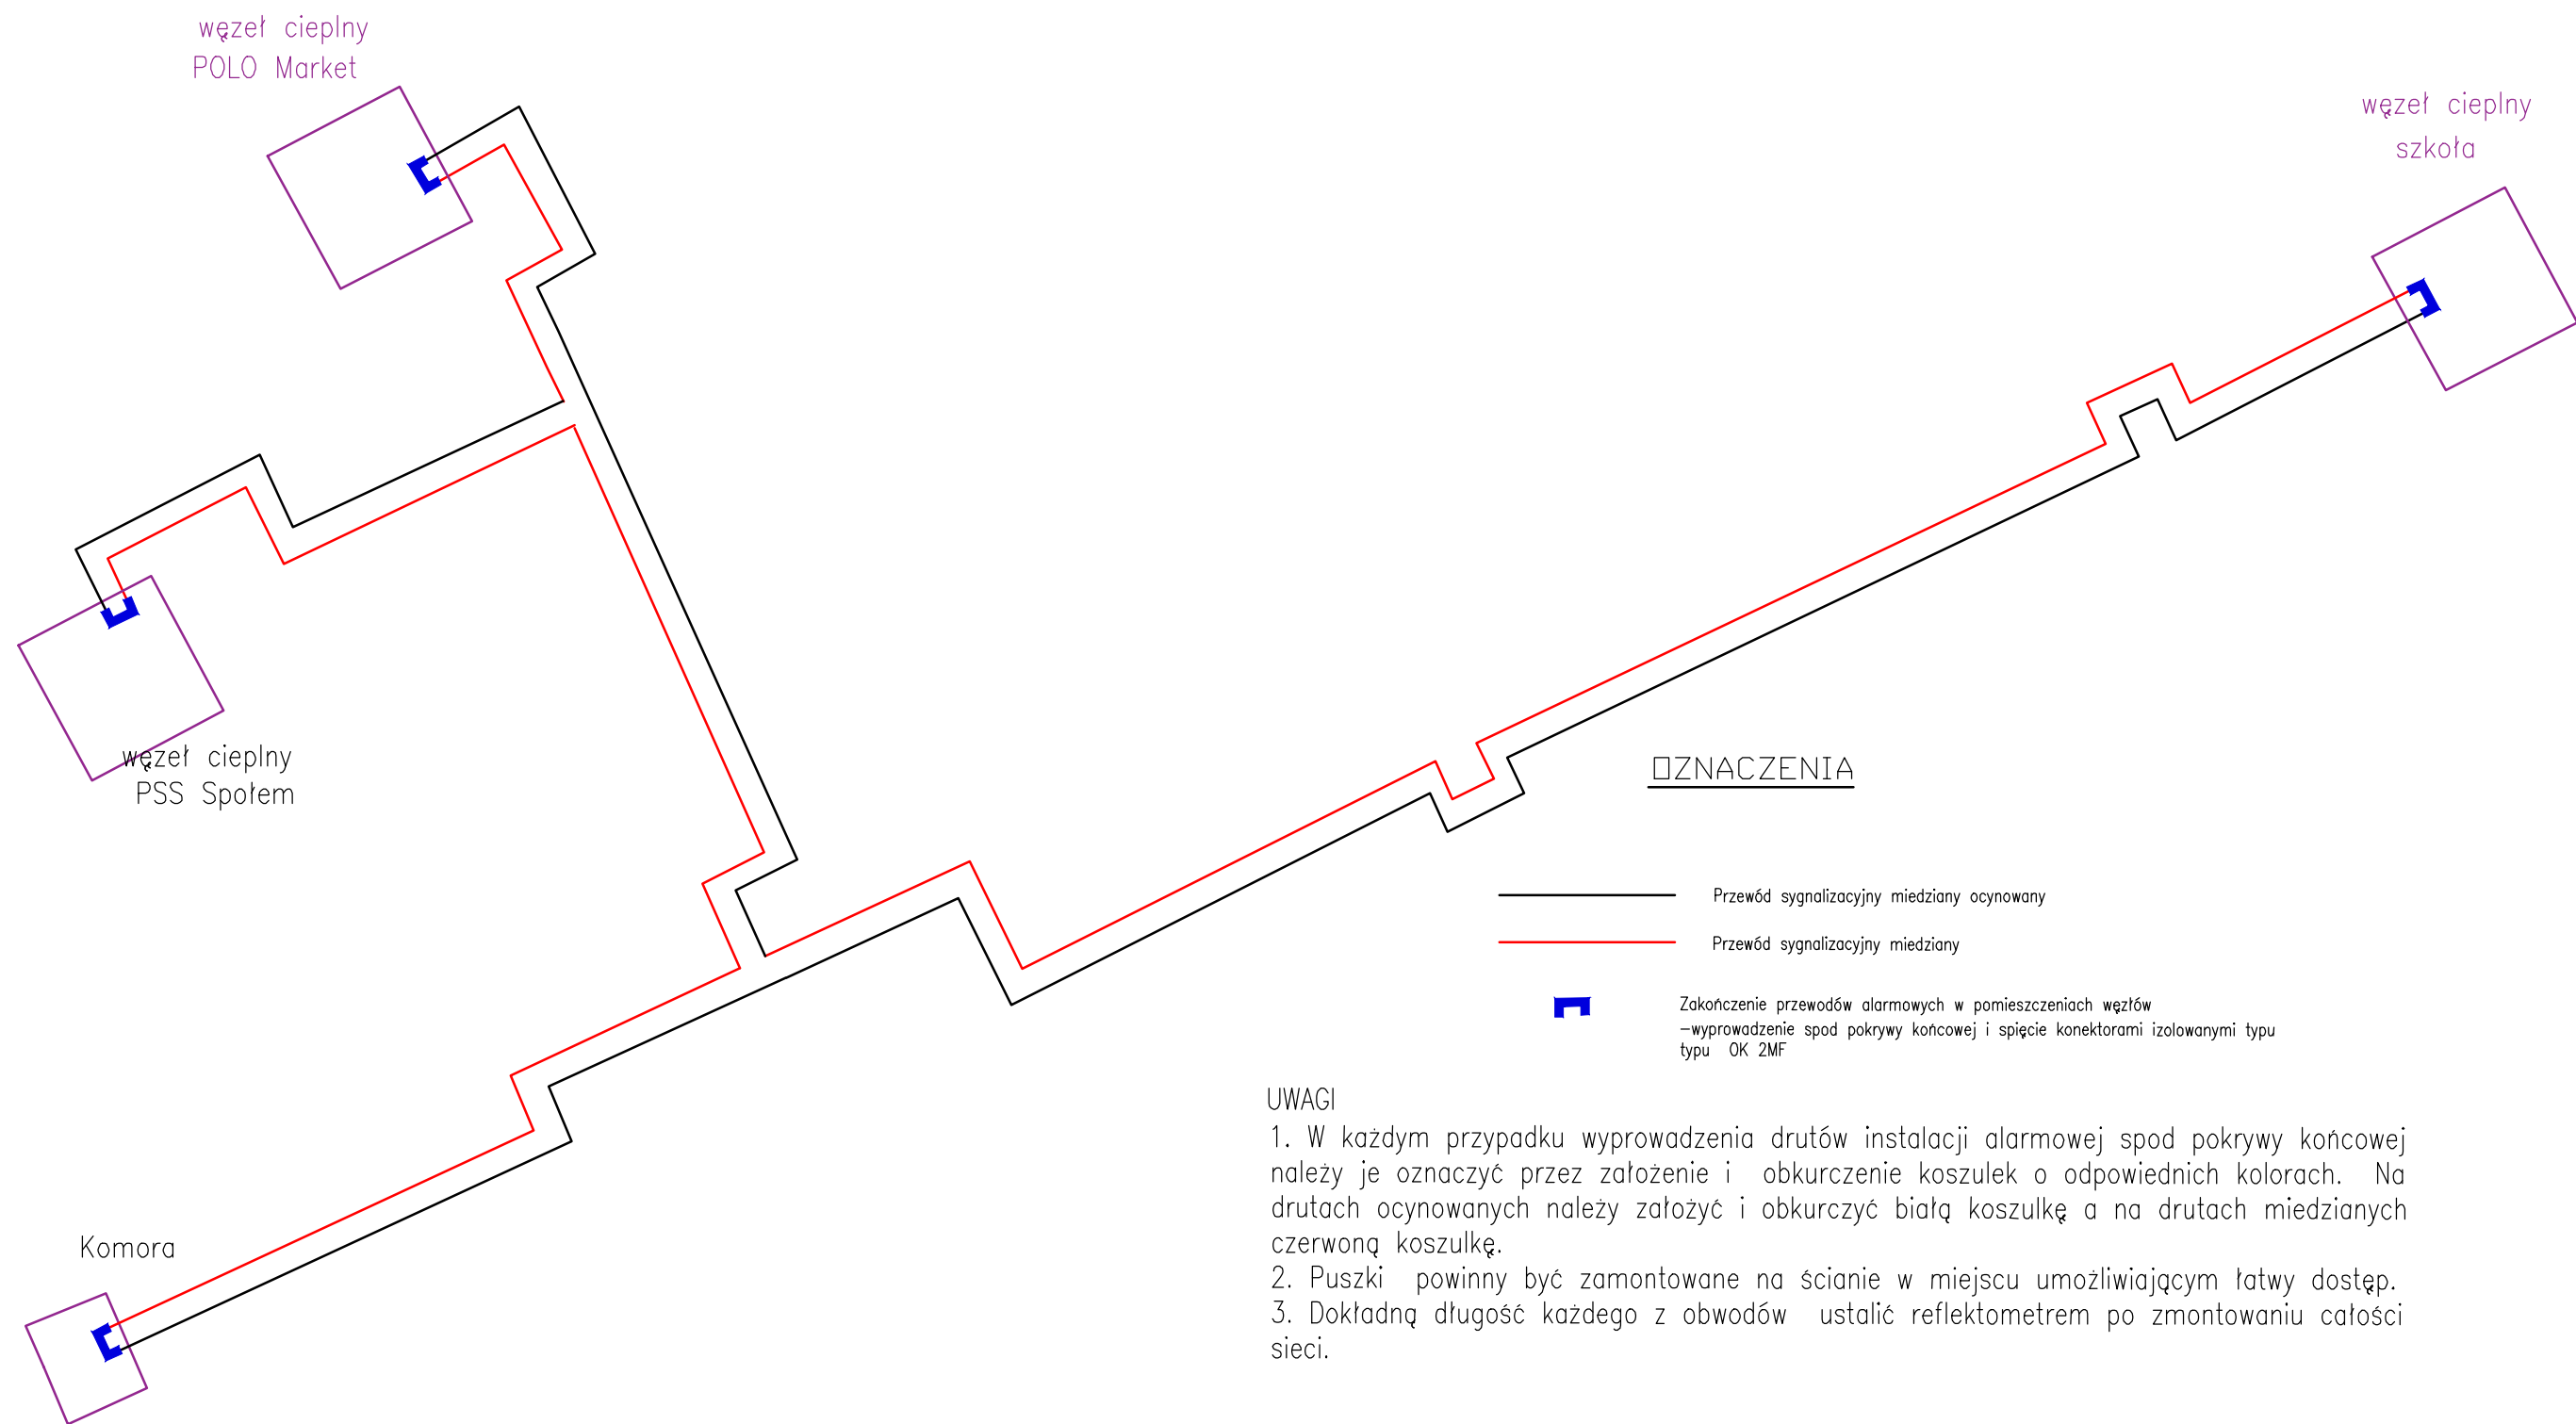 węzeł cieplny
POLO Market
węzeł cieplny
szkoła
węzeł cieplny
PSS Społem
OZNACZENIA
Przewód sygnalizacyjny miedziany ocynowany
Przewód sygnalizacyjny miedziany
Zakończenie przewodów alarmowych w pomieszczeniach węzłów
-wyprowadzenie spod pokrywy końcowej i spięcie konektorami izolowanymi typu
typu OK 2MF
UWAGI
1. W każdym przypadku wyprowadzenia drutów instalacji alarmowej spod pokrywy końcowej
należy je oznaczyć przez założenie i obkurczenie koszulek o odpowiednich kolorach. Na
drutach ocynowanych należy założyć i obkurczyć białą koszulkę a na drutach miedzianych
czerwoną koszulkę.
2. Puszki powinny być zamontowane na ścianie w miejscu umożliwiającym łatwy dostęp.
3. Dokładną długość każdego z obwodów ustalić reflektometrem po zmontowaniu całości
sieci.
Komora